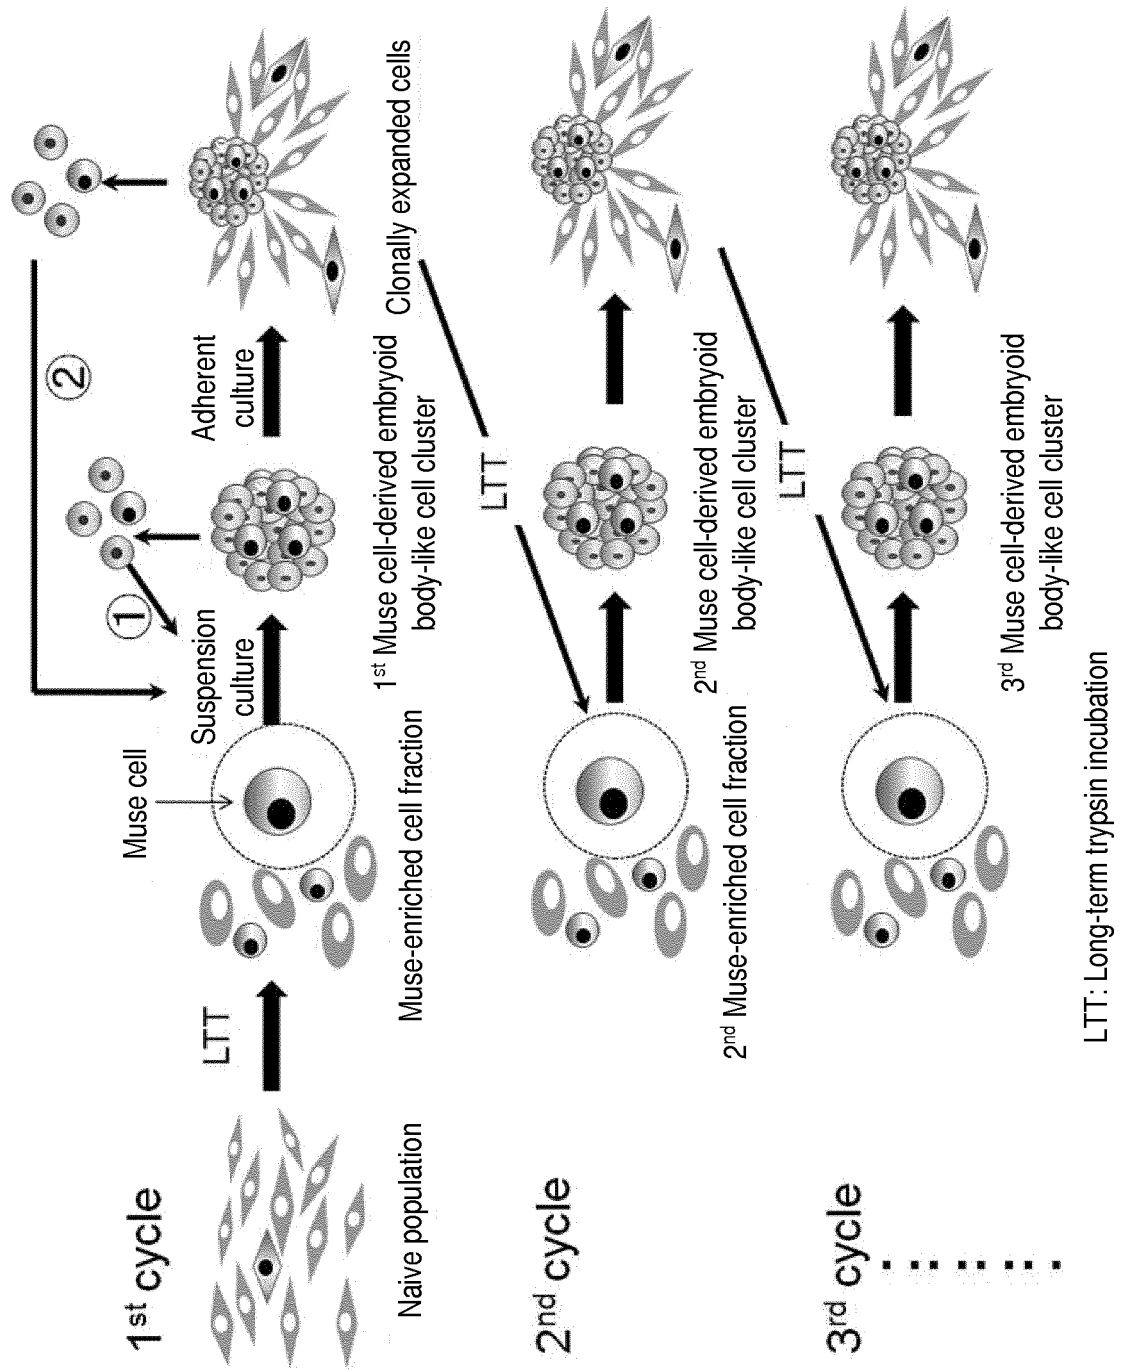 1st cycle
②
①
Muse cell
LTT
Suspension
culture
Adherent
culture
Naive population
Muse-enriched cell fraction
1st Muse cell-derived embryoid
body-like cell cluster
Clonally expanded cells
LTT
2nd cycle
2nd Muse-enriched cell fraction
2nd Muse cell-derived embryoid
body-like cell cluster
LTT
3rd cycle
3rd Muse cell-derived embryoid
body-like cell cluster
LTT: Long-term trypsin incubation